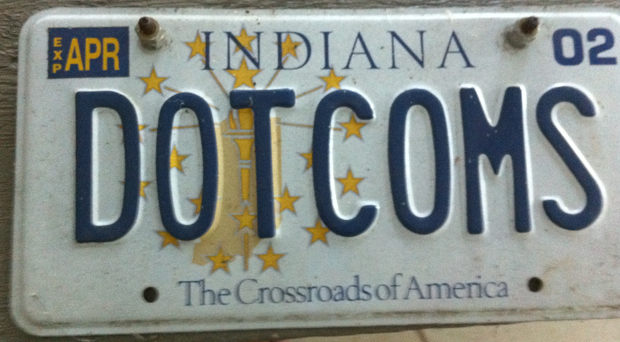 EXP APR INDIANA 02
DOTCOMS
The Crossroads of America